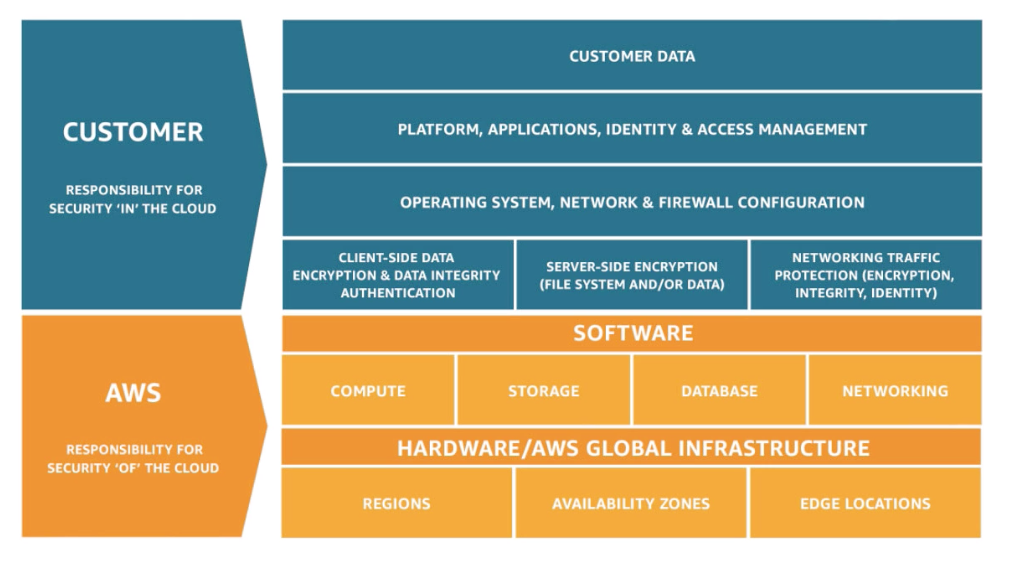 CUSTOMER
RESPONSIBILITY FOR
SECURITY ‘IN’ THE CLOUD
CUSTOMER DATA
PLATFORM, APPLICATIONS, IDENTITY & ACCESS MANAGEMENT
OPERATING SYSTEM, NETWORK & FIREWALL CONFIGURATION
CLIENT-SIDE DATA
ENCRYPTION & DATA INTEGRITY
AUTHENTICATION
SERVER-SIDE ENCRYPTION
(FILE SYSTEM AND/OR DATA)
NETWORKING TRAFFIC
PROTECTION (ENCRYPTION,
INTEGRITY, IDENTITY)
AWS
RESPONSIBILITY FOR
SECURITY ‘OF’ THE CLOUD
SOFTWARE
COMPUTE
STORAGE
DATABASE
NETWORKING
HARDWARE/AWS GLOBAL INFRASTRUCTURE
REGIONS
AVAILABILITY ZONES
EDGE LOCATIONS